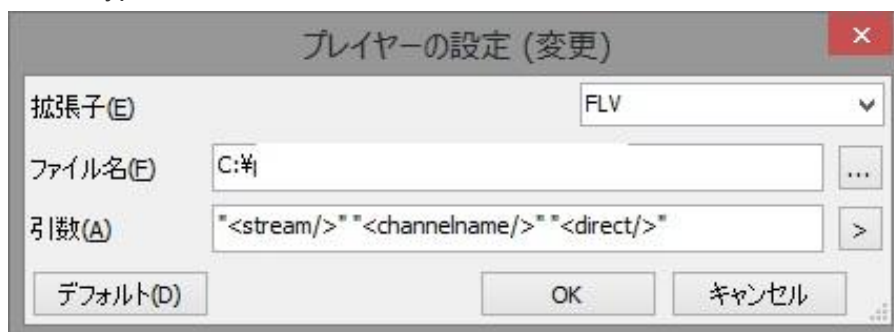 プレイヤーの設定 (変更)
拡張子(E) FLV
ファイル名(F) C:¥ ...
引数(A) "<stream/>" "<channelname/>" "<direct/>" >
デフォルト(D) OK キャンセル